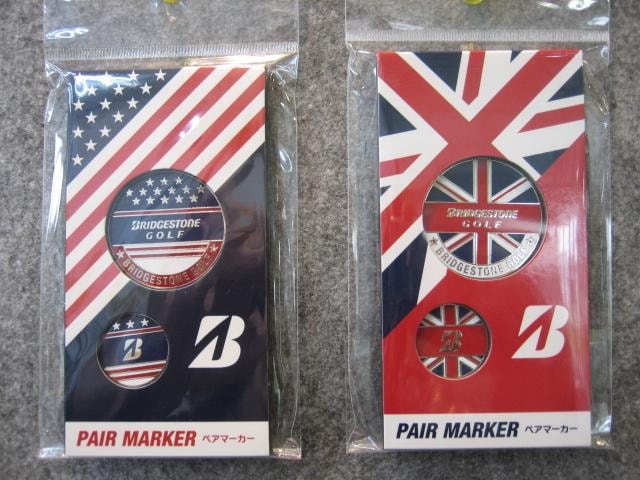 BRIDGESTONE
GOLF
★ BRIDGESTONE GOLF ★
B
B
PAIR MARKER ペアマーカー
BRIDGESTONE
GOLF
★ BRIDGESTONE GOLF ★
B
B
PAIR MARKER ペアマーカー